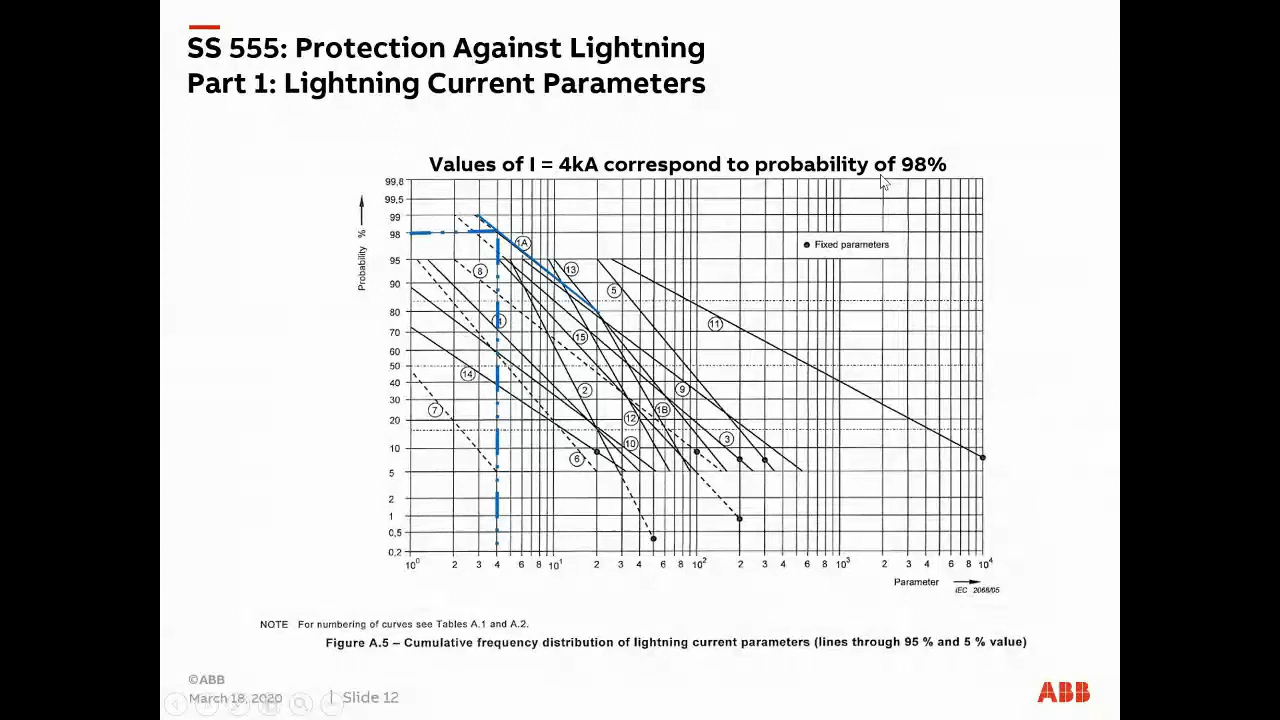 SS 555: Protection Against Lightning
Part 1: Lightning Current Parameters
Values of I = 4kA correspond to probability of 98%
Probability %
99,8
99,5
99
98
95
90
80
70
60
50
40
30
20
10
5
2
1
0,5
0,2
1A
8
13
5
11
15
14
2
9
7
12
1B
10
3
6
Fixed parameters
10⁰ 2 3 4 6 8 10¹ 2 3 4 6 8 10² 2 3 4 6 8 10³ 2 3 4 6 8 10⁴
Parameter
IEC 2068/05
NOTE For numbering of curves see Tables A.1 and A.2.
Figure A.5 – Cumulative frequency distribution of lightning current parameters (lines through 95 % and 5 % value)
©ABB
March 18, 2020 | Slide 12
ABB